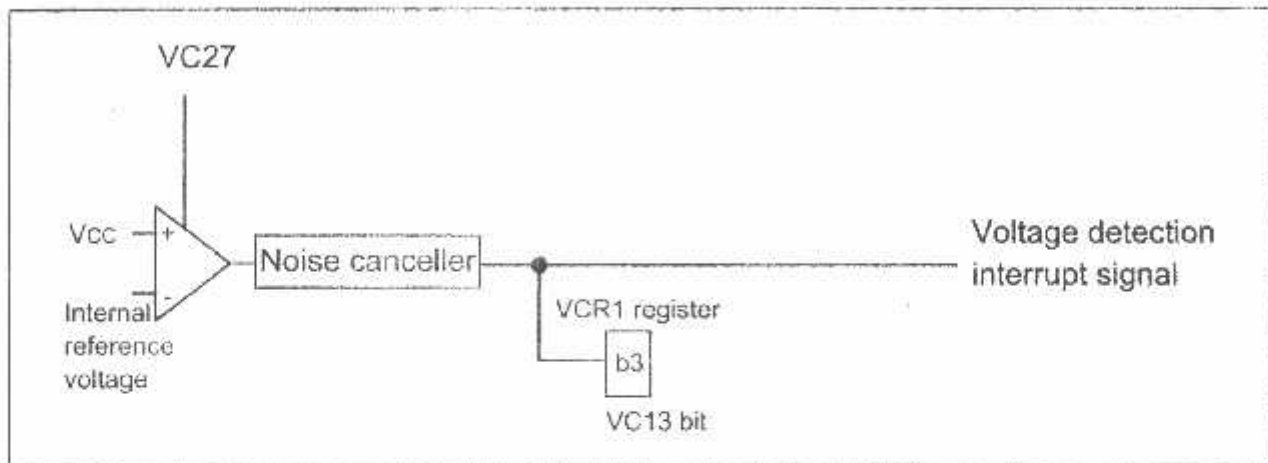 VC27
Vcc
+
Noise canceller
Voltage detection
interrupt signal
-
Internal
reference
voltage
VCR1 register
b3
VC13 bit